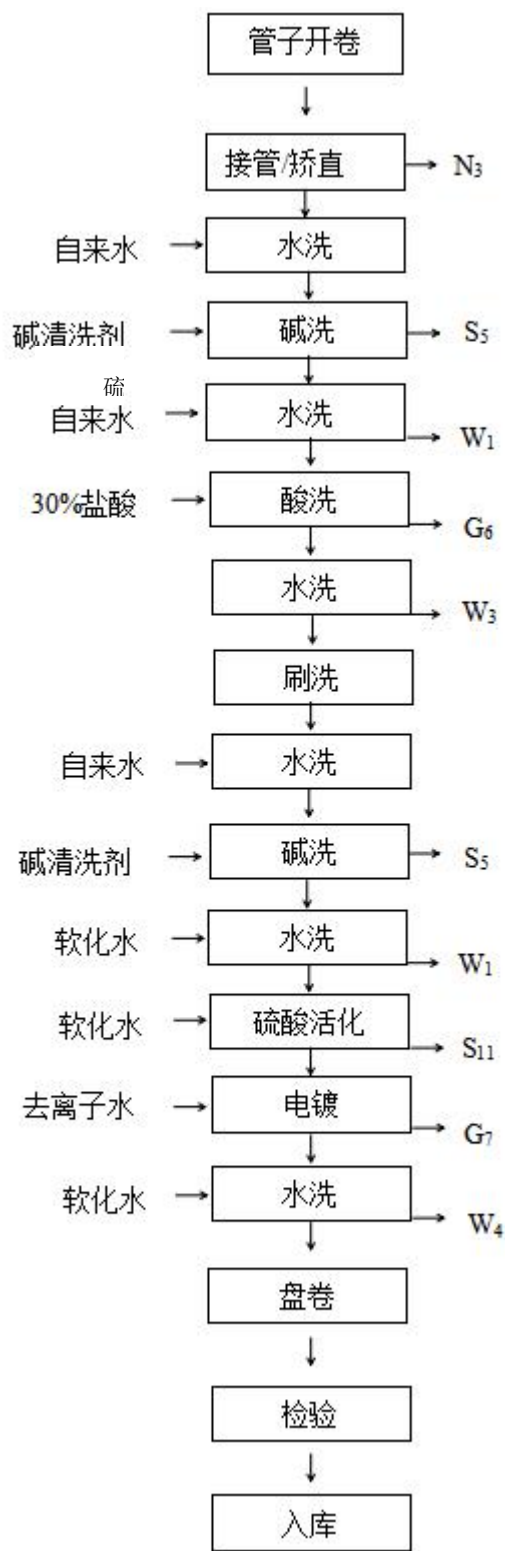 管子开卷
接管/矫直
N3
自来水
水洗
碱清洗剂
碱洗
S5
硫
自来水
水洗
W1
30%盐酸
酸洗
G6
水洗
W3
刷洗
自来水
水洗
碱清洗剂
碱洗
S5
软化水
水洗
W1
软化水
硫酸活化
S11
去离子水
电镀
G7
软化水
水洗
W4
盘卷
检验
入库